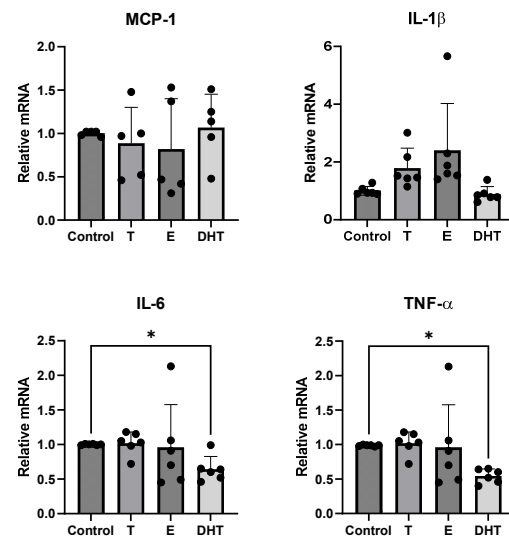 MCP-1
Relative mRNA
2.0
1.5
1.0
0.5
0.0
Control T E DHT
IL-1β
Relative mRNA
6
4
2
0
Control T E DHT
IL-6
Relative mRNA
2.5
2.0
1.5
1.0
0.5
0.0
*
Control T E DHT
TNF-α
Relative mRNA
2.5
2.0
1.5
1.0
0.5
0.0
*
Control T E DHT